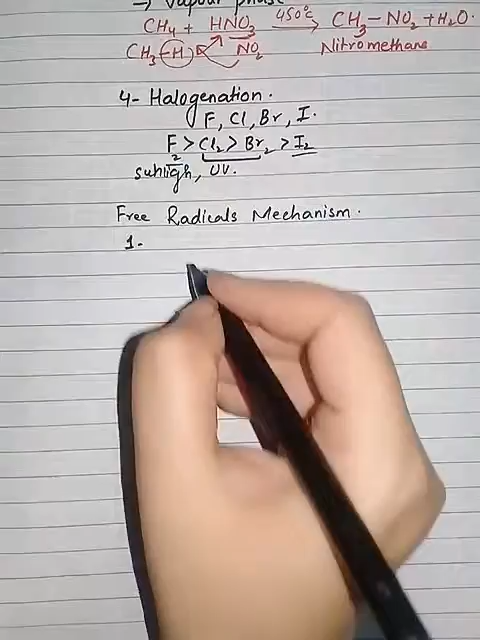 → Vapour phase
CH₄ + HNO₃ 450°c → CH₃–NO₂ + H₂O.
CH₃–H NO₂ Nitromethane
4- Halogenation.
F, Cl, Br, I.
F₂ > Cl₂ > Br₂ > I₂
sunligh, UV.
Free Radicals Mechanism.
1-